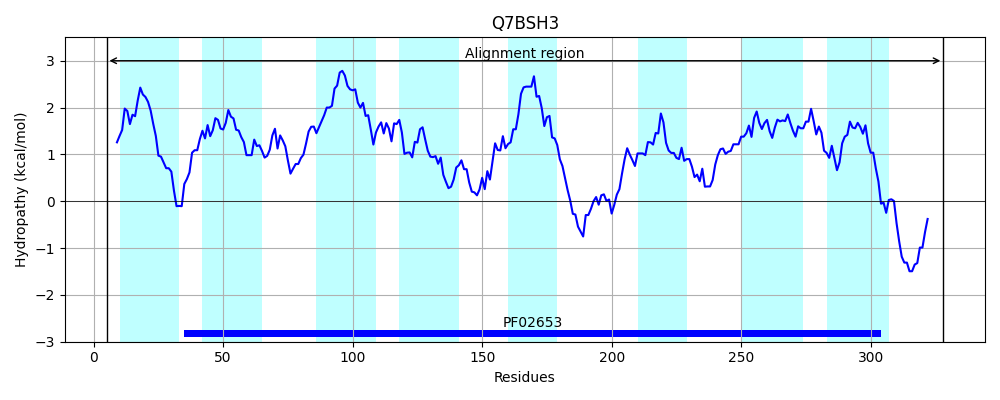 Q7BSH3
Alignment region
3
2
1
0
−1
−2
−3
Hydropathy (kcal/mol)
PF02653
0 50 100 150 200 250 300
Residues